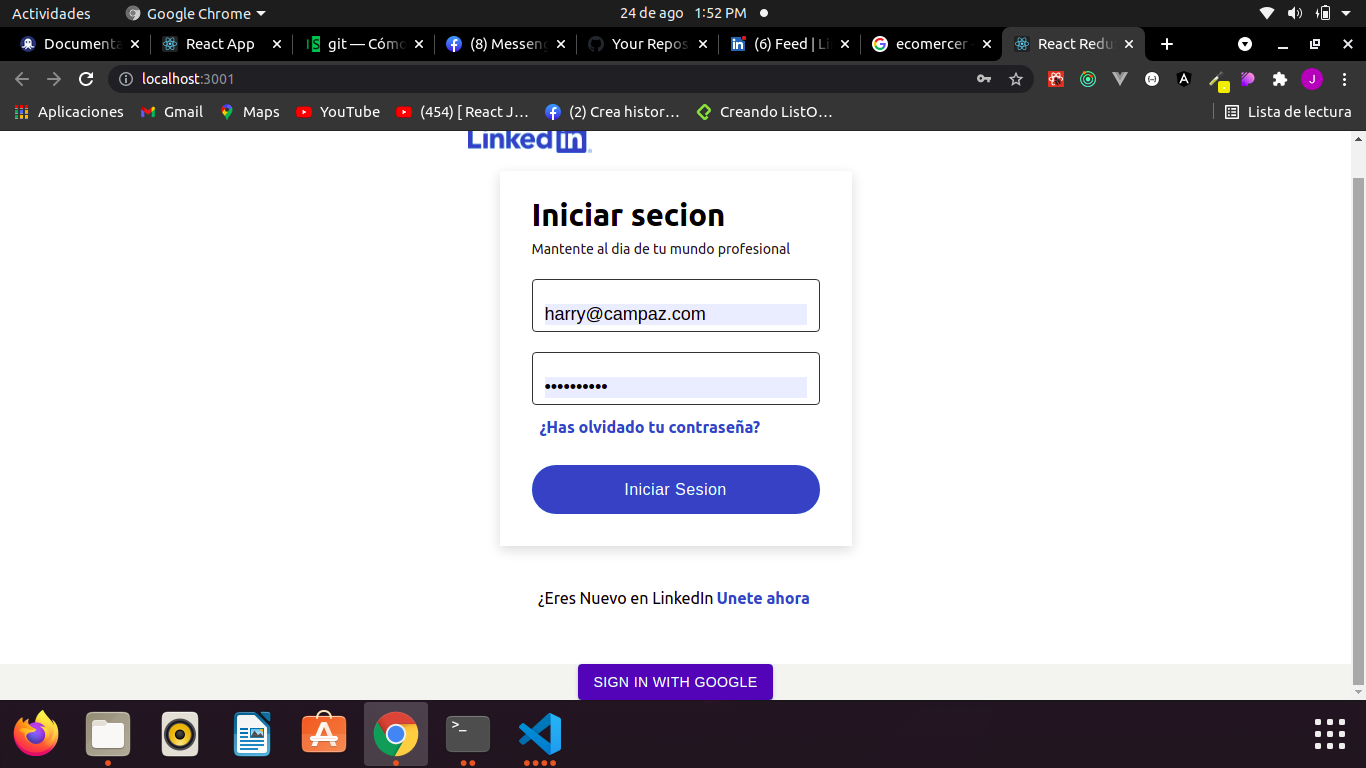 Actividades Google Chrome 24 de ago 1:52 PM
Documenta React App git — Cómo (8) Messeng Your Repos (6) Feed | Li ecomercer React Redu
localhost:3001
Aplicaciones Gmail Maps YouTube (454) [ React J... (2) Crea histor... Creando ListO... Lista de lectura
LinkedIn
Iniciar secion
Mantente al dia de tu mundo profesional
harry@campaz.com
••••••••••
¿Has olvidado tu contraseña?
Iniciar Sesion
¿Eres Nuevo en LinkedIn Unete ahora
SIGN IN WITH GOOGLE